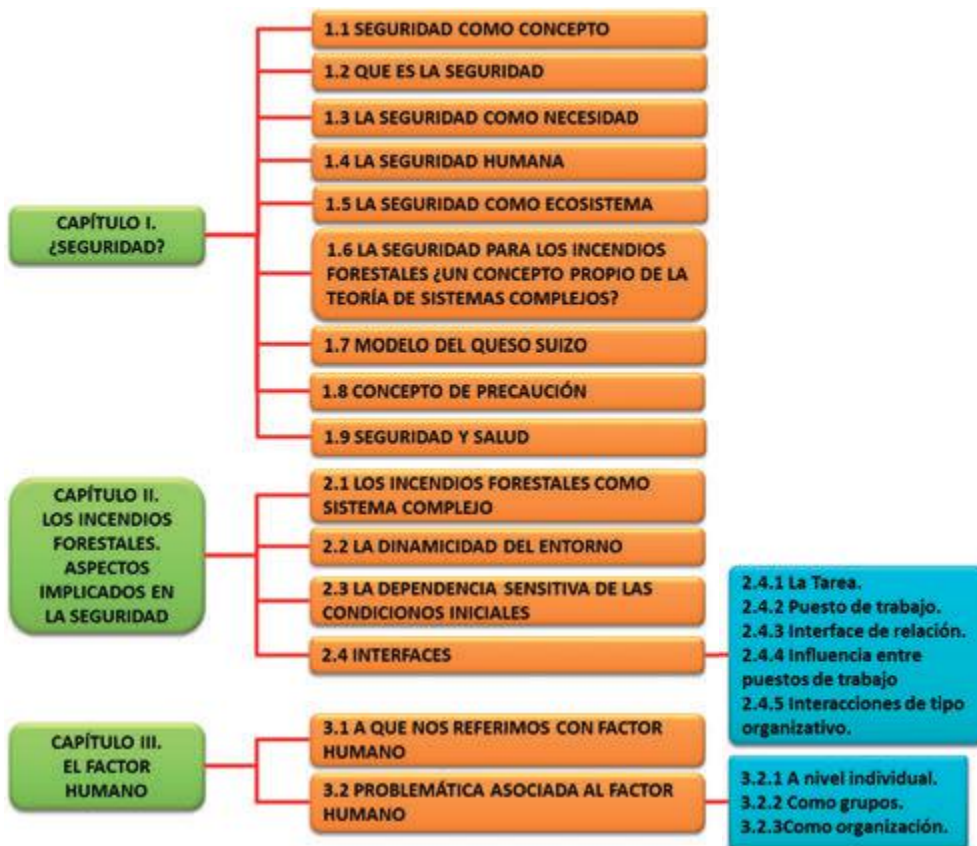 CAPÍTULO I.
¿SEGURIDAD?
1.1 SEGURIDAD COMO CONCEPTO
1.2 QUE ES LA SEGURIDAD
1.3 LA SEGURIDAD COMO NECESIDAD
1.4 LA SEGURIDAD HUMANA
1.5 LA SEGURIDAD COMO ECOSISTEMA
1.6 LA SEGURIDAD PARA LOS INCENDIOS
FORESTALES ¿UN CONCEPTO PROPIO DE LA
TEORÍA DE SISTEMAS COMPLEJOS?
1.7 MODELO DEL QUESO SUIZO
1.8 CONCEPTO DE PRECAUCIÓN
1.9 SEGURIDAD Y SALUD
CAPÍTULO II.
LOS INCENDIOS
FORESTALES.
ASPECTOS
IMPLICADOS EN
LA SEGURIDAD
2.1 LOS INCENDIOS FORESTALES COMO
SISTEMA COMPLEJO
2.2 LA DINAMICIDAD DEL ENTORNO
2.3 LA DEPENDENCIA SENSITIVA DE LAS
CONDICIONOS INICIALES
2.4 INTERFACES
2.4.1 La Tarea.
2.4.2 Puesto de trabajo.
2.4.3 Interface de relación.
2.4.4 Influencia entre
puestos de trabajo
2.4.5 Interacciones de tipo
organizativo.
CAPÍTULO III.
EL FACTOR
HUMANO
3.1 A QUE NOS REFERIMOS CON FACTOR
HUMANO
3.2 PROBLEMÁTICA ASOCIADA AL FACTOR
HUMANO
3.2.1 A nivel individual.
3.2.2 Como grupos.
3.2.3Como organización.